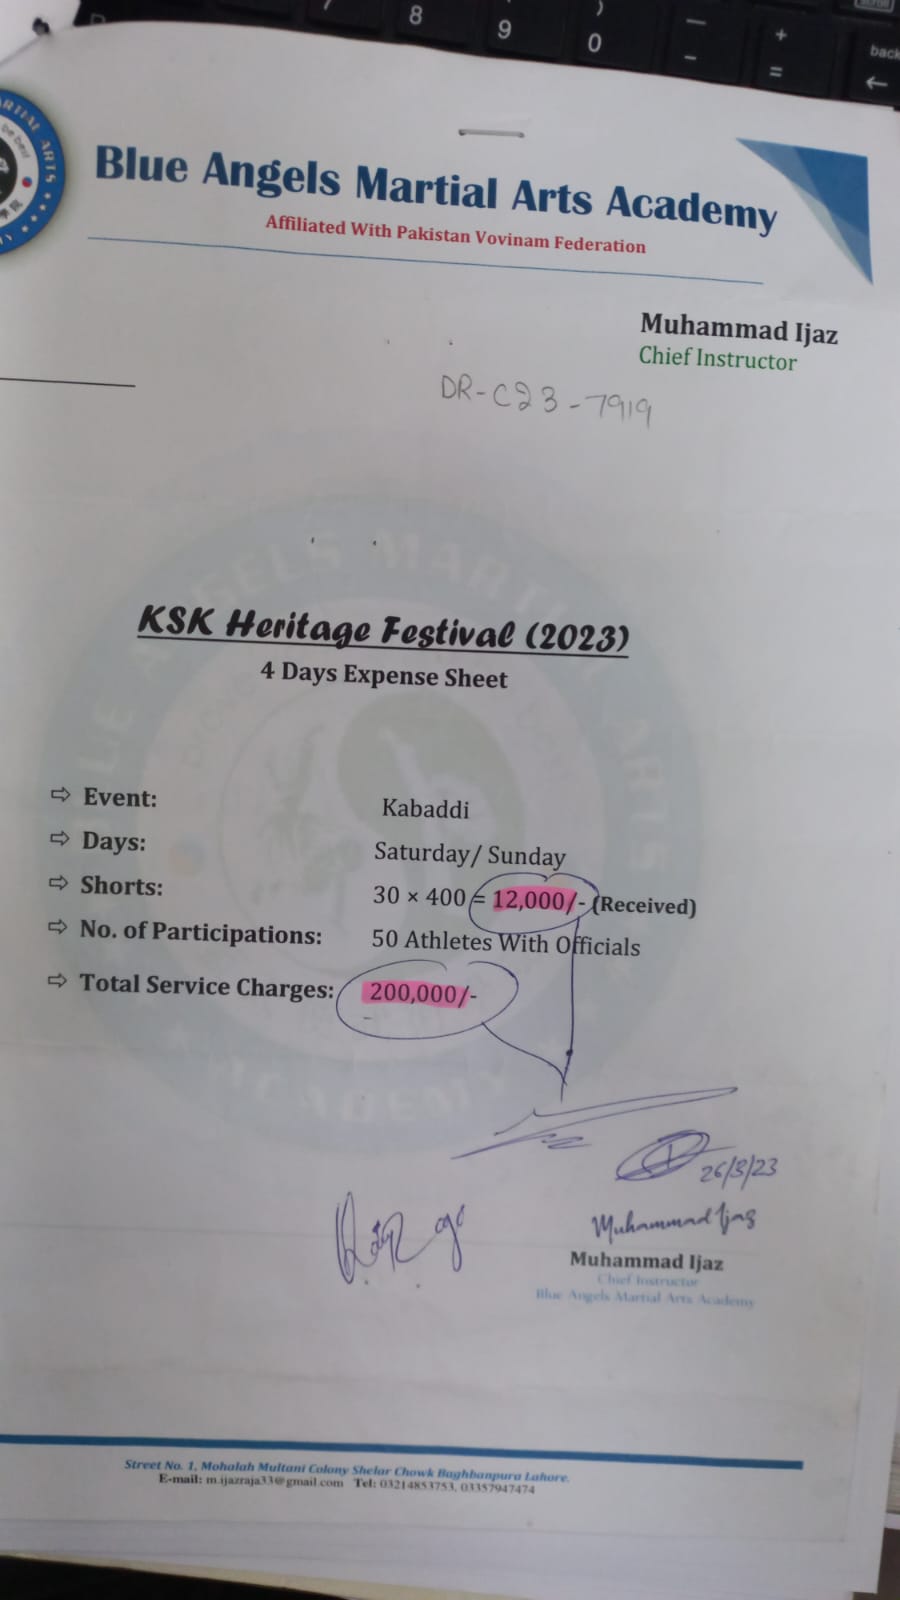 8
9
)
0
—
-
+
=
back
←
MARTIAL ARTS
Blue Angels Martial Arts Academy
Affiliated With Pakistan Vovinam Federation
Muhammad Ijaz
Chief Instructor
DR-C23-7919
KSK Heritage Festival (2023)
4 Days Expense Sheet
⇨ Event: Kabaddi
⇨ Days: Saturday/ Sunday
⇨ Shorts: 30 × 400 = 12,000/- (Received)
⇨ No. of Participations: 50 Athletes With Officials
⇨ Total Service Charges: 200,000/-
26/3/23
Muhammad Ijaz
Muhammad Ijaz
Chief Instructor
Blue Angels Martial Arts Academy
Street No. 1, Mohalah Multani Colony Shelar Chowk Baghbanpura Lahore.
E-mail: m.ijazraja33@gmail.com Tel: 03214853753, 03357947474